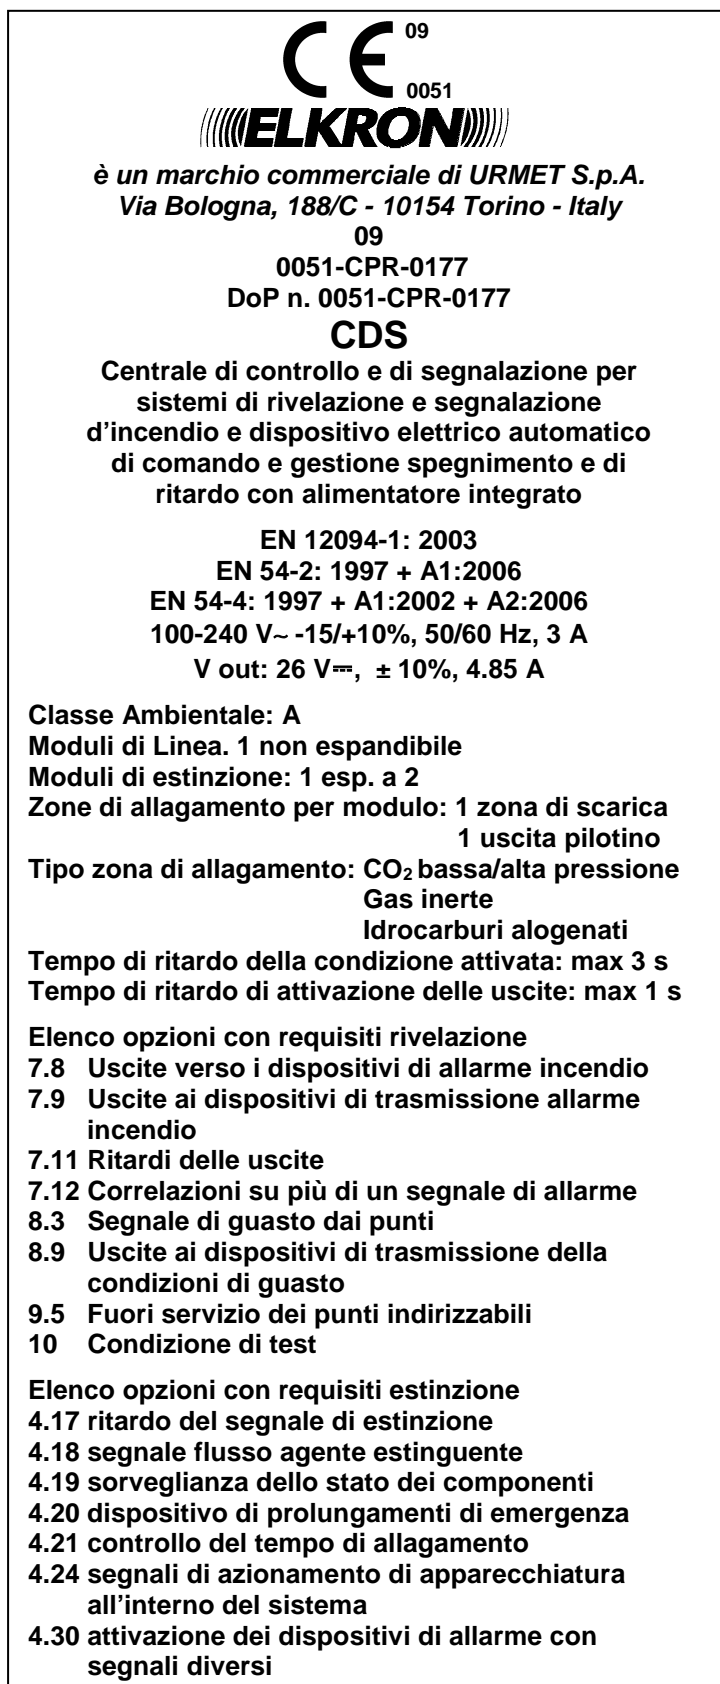 CE 09
0051
ELKRON
è un marchio commerciale di URMET S.p.A.
Via Bologna, 188/C - 10154 Torino - Italy
09
0051-CPR-0177
DoP n. 0051-CPR-0177
CDS
Centrale di controllo e di segnalazione per
sistemi di rivelazione e segnalazione
d’incendio e dispositivo elettrico automatico
di comando e gestione spegnimento e di
ritardo con alimentatore integrato
EN 12094-1: 2003
EN 54-2: 1997 + A1:2006
EN 54-4: 1997 + A1:2002 + A2:2006
100-240 V~ -15/+10%, 50/60 Hz, 3 A
V out: 26 V⎓, ± 10%, 4.85 A
Classe Ambientale: A
Moduli di Linea. 1 non espandibile
Moduli di estinzione: 1 esp. a 2
Zone di allagamento per modulo: 1 zona di scarica
1 uscita pilotino
Tipo zona di allagamento: CO₂ bassa/alta pressione
Gas inerte
Idrocarburi alogenati
Tempo di ritardo della condizione attivata: max 3 s
Tempo di ritardo di attivazione delle uscite: max 1 s
Elenco opzioni con requisiti rivelazione
7.8 Uscite verso i dispositivi di allarme incendio
7.9 Uscite ai dispositivi di trasmissione allarme
incendio
7.11 Ritardi delle uscite
7.12 Correlazioni su più di un segnale di allarme
8.3 Segnale di guasto dai punti
8.9 Uscite ai dispositivi di trasmissione della
condizioni di guasto
9.5 Fuori servizio dei punti indirizzabili
10 Condizione di test
Elenco opzioni con requisiti estinzione
4.17 ritardo del segnale di estinzione
4.18 segnale flusso agente estinguente
4.19 sorveglianza dello stato dei componenti
4.20 dispositivo di prolungamenti di emergenza
4.21 controllo del tempo di allagamento
4.24 segnali di azionamento di apparecchiatura
all’interno del sistema
4.30 attivazione dei dispositivi di allarme con
segnali diversi